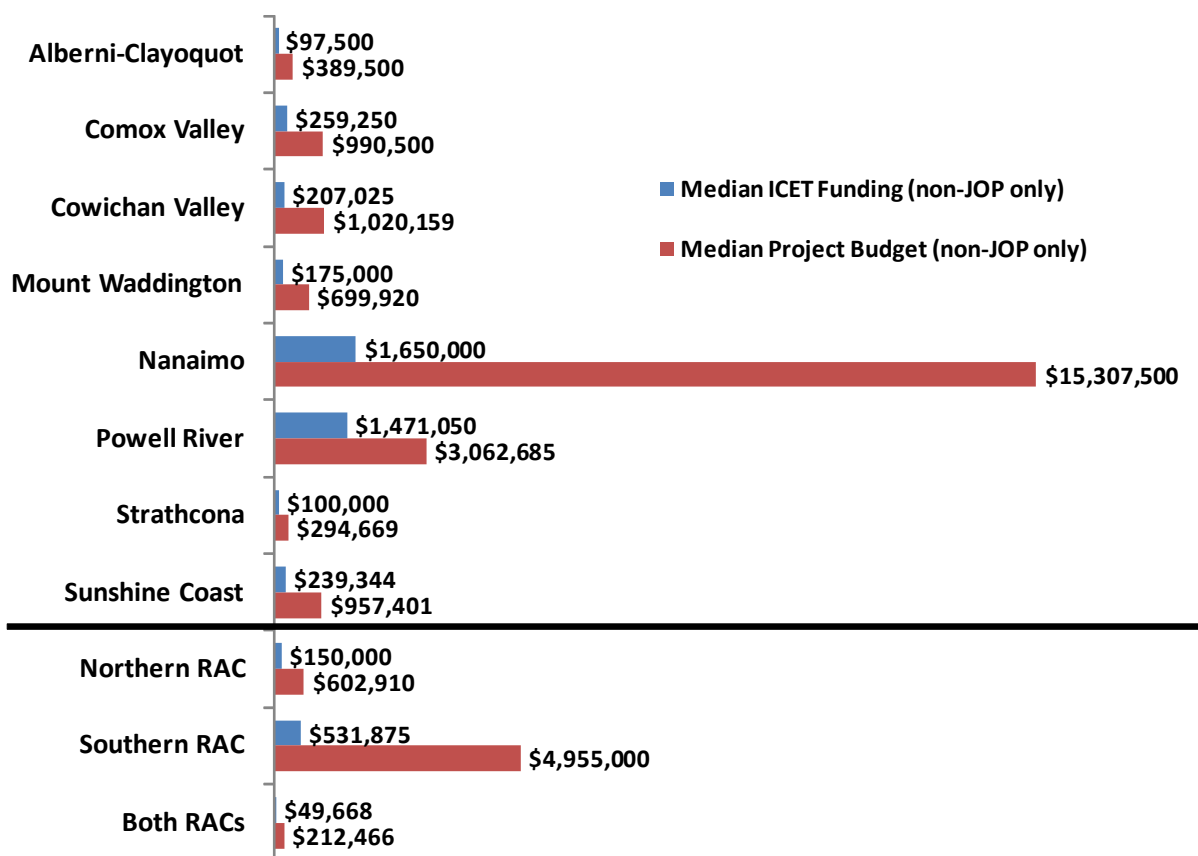 Alberni-Clayoquot
$97,500
$389,500
Comox Valley
$259,250
$990,500
Cowichan Valley
$207,025
$1,020,159
Median ICET Funding (non-JOP only)
Median Project Budget (non-JOP only)
Mount Waddington
$175,000
$699,920
Nanaimo
$1,650,000
$15,307,500
Powell River
$1,471,050
$3,062,685
Strathcona
$100,000
$294,669
Sunshine Coast
$239,344
$957,401
Northern RAC
$150,000
$602,910
Southern RAC
$531,875
$4,955,000
Both RACs
$49,668
$212,466